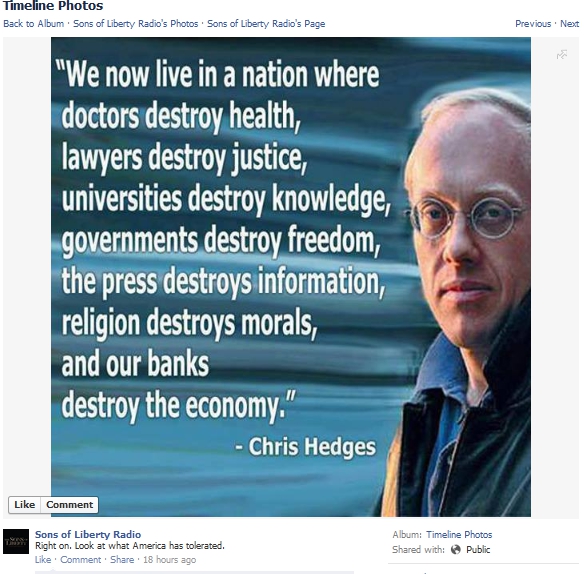 Timeline Photos
Back to Album · Sons of Liberty Radio's Photos · Sons of Liberty Radio's Page Previous · Next
“We now live in a nation where
doctors destroy health,
lawyers destroy justice,
universities destroy knowledge,
governments destroy freedom,
the press destroys information,
religion destroys morals,
and our banks
destroy the economy.”
- Chris Hedges
Like Comment
Sons of Liberty Radio
Right on. Look at what America has tolerated.
Like · Comment · Share · 18 hours ago
Album: Timeline Photos
Shared with: Public